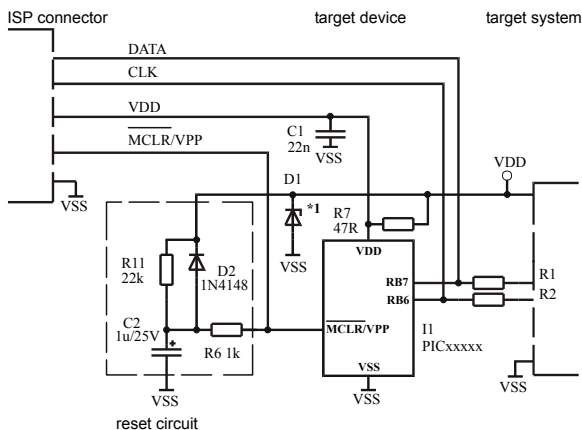 ISP connector
target device
target system
DATA
CLK
VDD
MCLR/VPP
VSS
C1
22n
VSS
VDD
D1
*1
VSS
R7
47R
VDD
R11
22k
D2
1N4148
RB7
RB6
R1
R2
C2
1u/25V
R6 1k
MCLR/VPP
I1
PICxxxxx
VSS
VSS
VSS
VSS
reset circuit